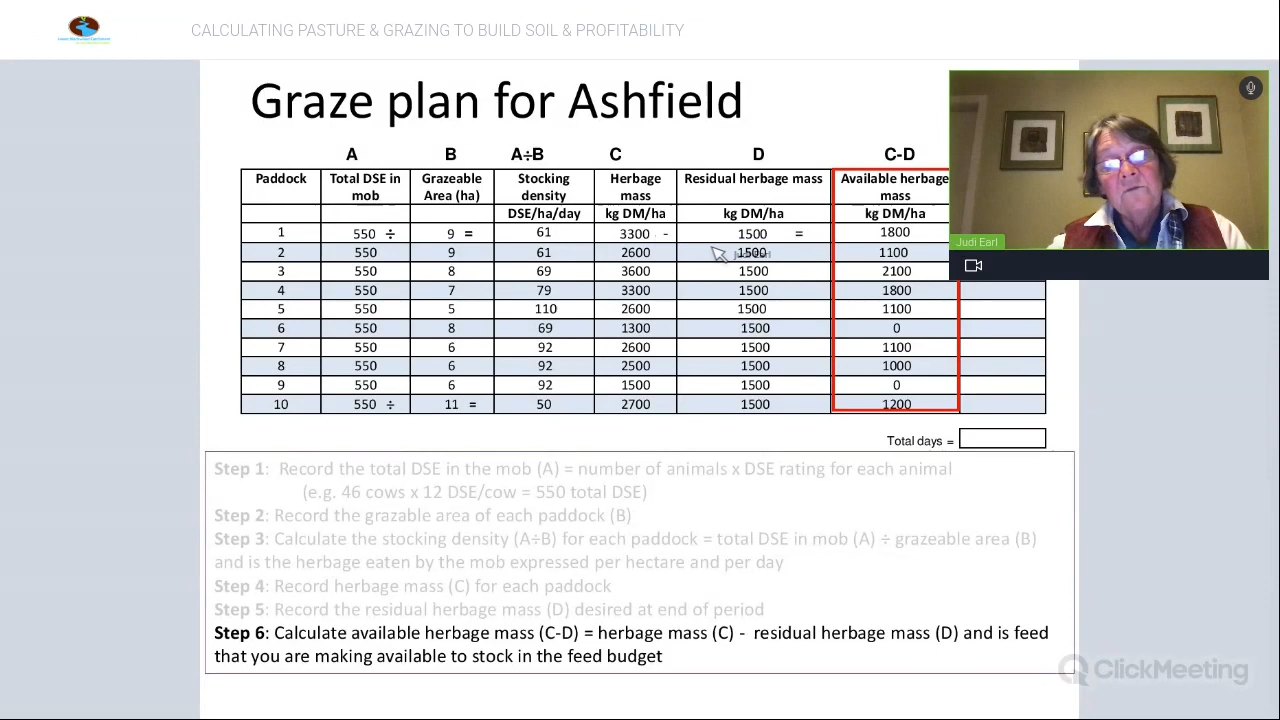 CALCULATING PASTURE & GRAZING TO BUILD SOIL & PROFITABILITY
Graze plan for Ashfield
A B A÷B C D C-D
Paddock Total DSE in mob Grazeable Area (ha) Stocking density Herbage mass Residual herbage mass Available herbage mass
DSE/ha/day kg DM/ha kg DM/ha kg DM/ha
1 550 ÷ 9 = 61 3300 - 1500 = 1800
2 550 9 61 2600 1500 1100
3 550 8 69 3600 1500 2100
4 550 7 79 3300 1500 1800
5 550 5 110 2600 1500 1100
6 550 8 69 1300 1500 0
7 550 6 92 2600 1500 1100
8 550 6 92 2500 1500 1000
9 550 6 92 1500 1500 0
10 550 ÷ 11 = 50 2700 1500 1200
Judi Earl
Judi Earl
Total days =
Step 1: Record the total DSE in the mob (A) = number of animals x DSE rating for each animal
(e.g. 46 cows x 12 DSE/cow = 550 total DSE)
Step 2: Record the grazable area of each paddock (B)
Step 3: Calculate the stocking density (A÷B) for each paddock = total DSE in mob (A) ÷ grazeable area (B)
and is the herbage eaten by the mob expressed per hectare and per day
Step 4: Record herbage mass (C) for each paddock
Step 5: Record the residual herbage mass (D) desired at end of period
Step 6: Calculate available herbage mass (C-D) = herbage mass (C) - residual herbage mass (D) and is feed
that you are making available to stock in the feed budget
ClickMeeting